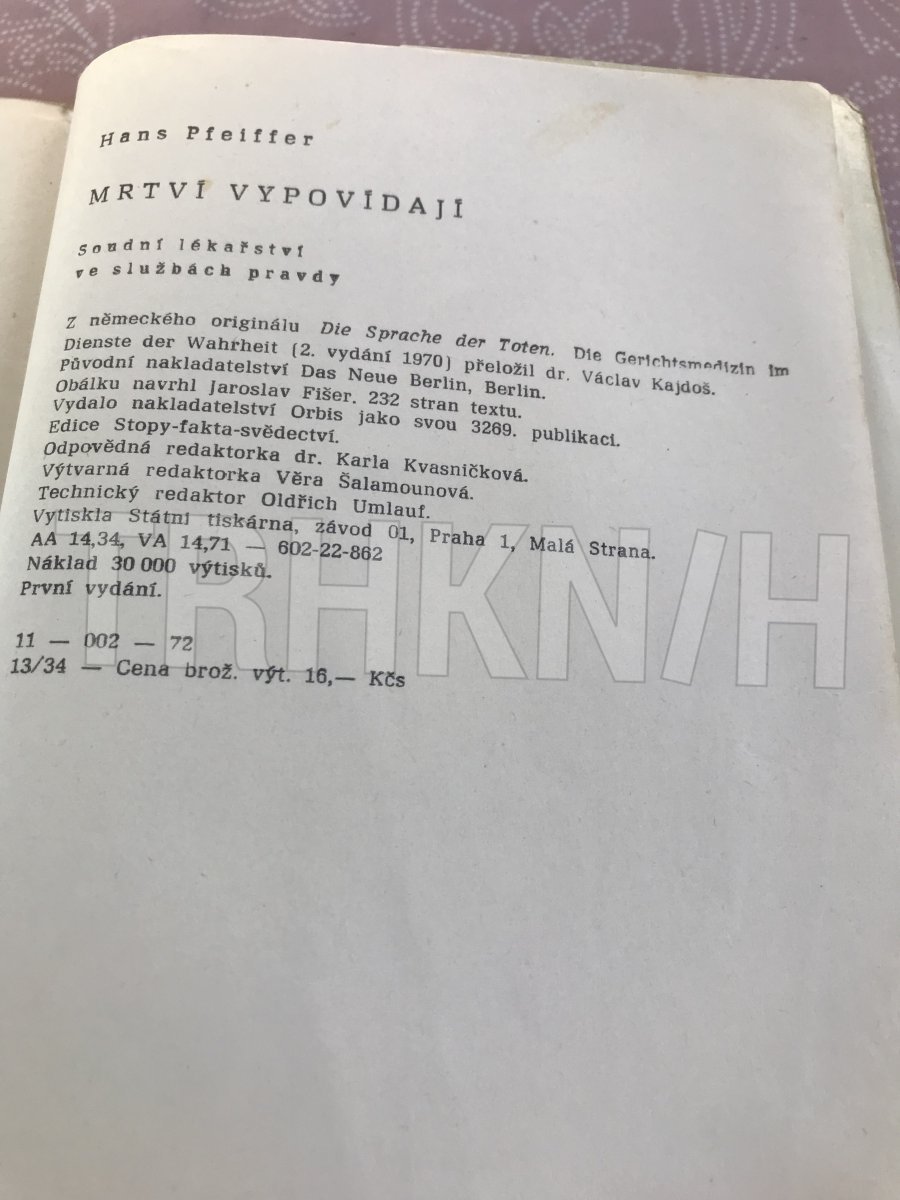 Hans Pfeiffer
MRTVÍ VYPOVÍDAJÍ
Soudní lékařství
ve službách pravdy
Z německého originálu Die Sprache der Toten. Die Gerichtsmedizin im
Dienste der Wahrheit (2. vydání 1970) přeložil dr. Václav Kajdoš.
Původní nakladatelství Das Neue Berlin, Berlin.
Obálku navrhl Jaroslav Fišer. 232 stran textu.
Vydalo nakladatelství Orbis jako svou 3269. publikaci.
Edice Stopy-fakta-svědectví.
Odpovědná redaktorka dr. Karla Kvasničková.
Výtvarná redaktorka Věra Šalamounová.
Technický redaktor Oldřich Umlauf.
Vytiskla Státní tiskárna, závod 01, Praha 1, Malá Strana.
AA 14,34, VA 14,71 — 602-22-862
Náklad 30 000 výtisků.
První vydání.
11 — 002 — 72
13/34 — Cena brož. výt. 16,— Kčs
TRHKN/H